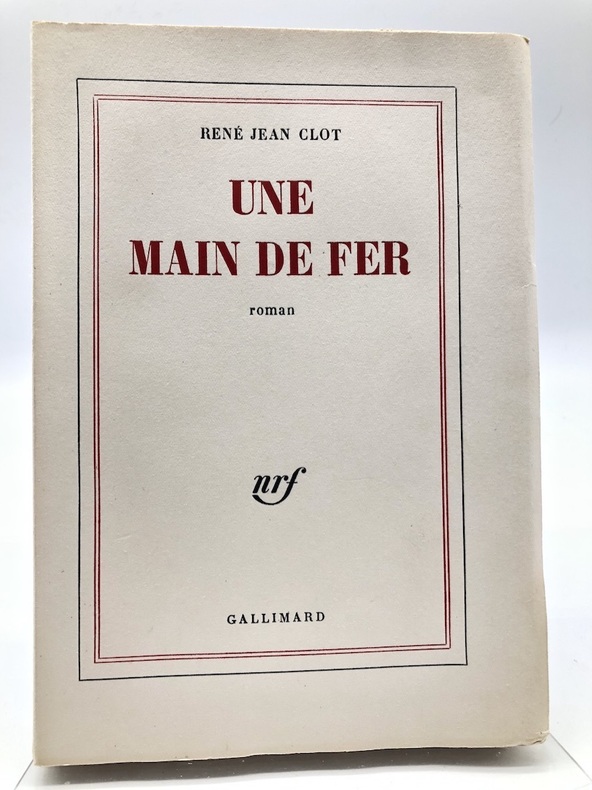 RENÉ JEAN CLOT
UNE
MAIN DE FER
roman
nrf
GALLIMARD